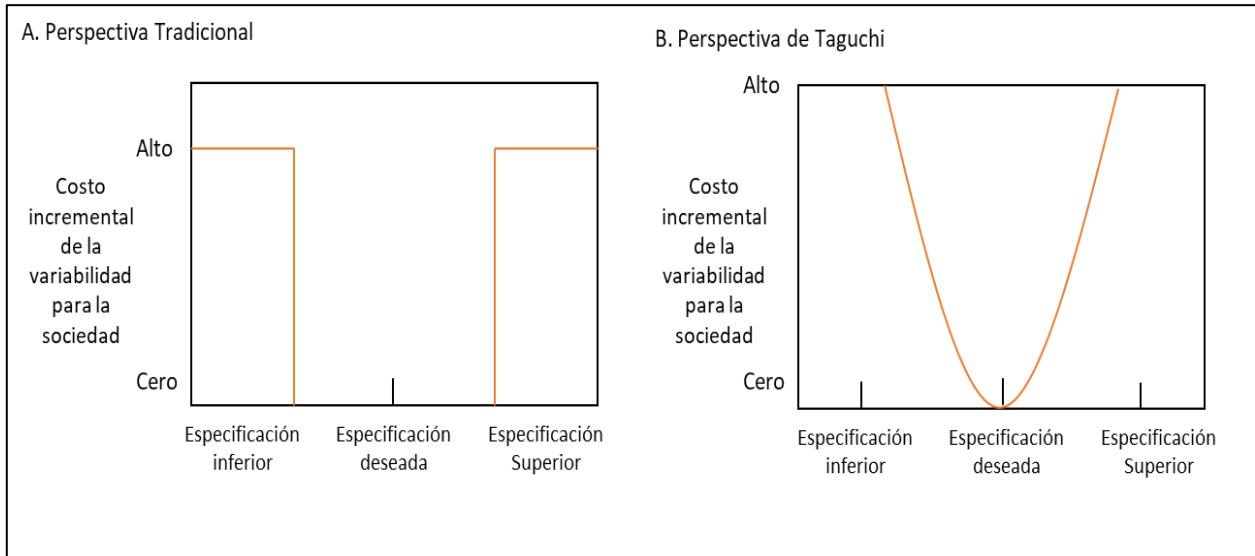 A. Perspectiva Tradicional
Alto
Costo
incremental
de la
variabilidad
para la
sociedad
Cero
Especificación
inferior
Especificación
deseada
Especificación
Superior
B. Perspectiva de Taguchi
Alto
Costo
incremental
de la
variabilidad
para la
sociedad
Cero
Especificación
inferior
Especificación
deseada
Especificación
Superior